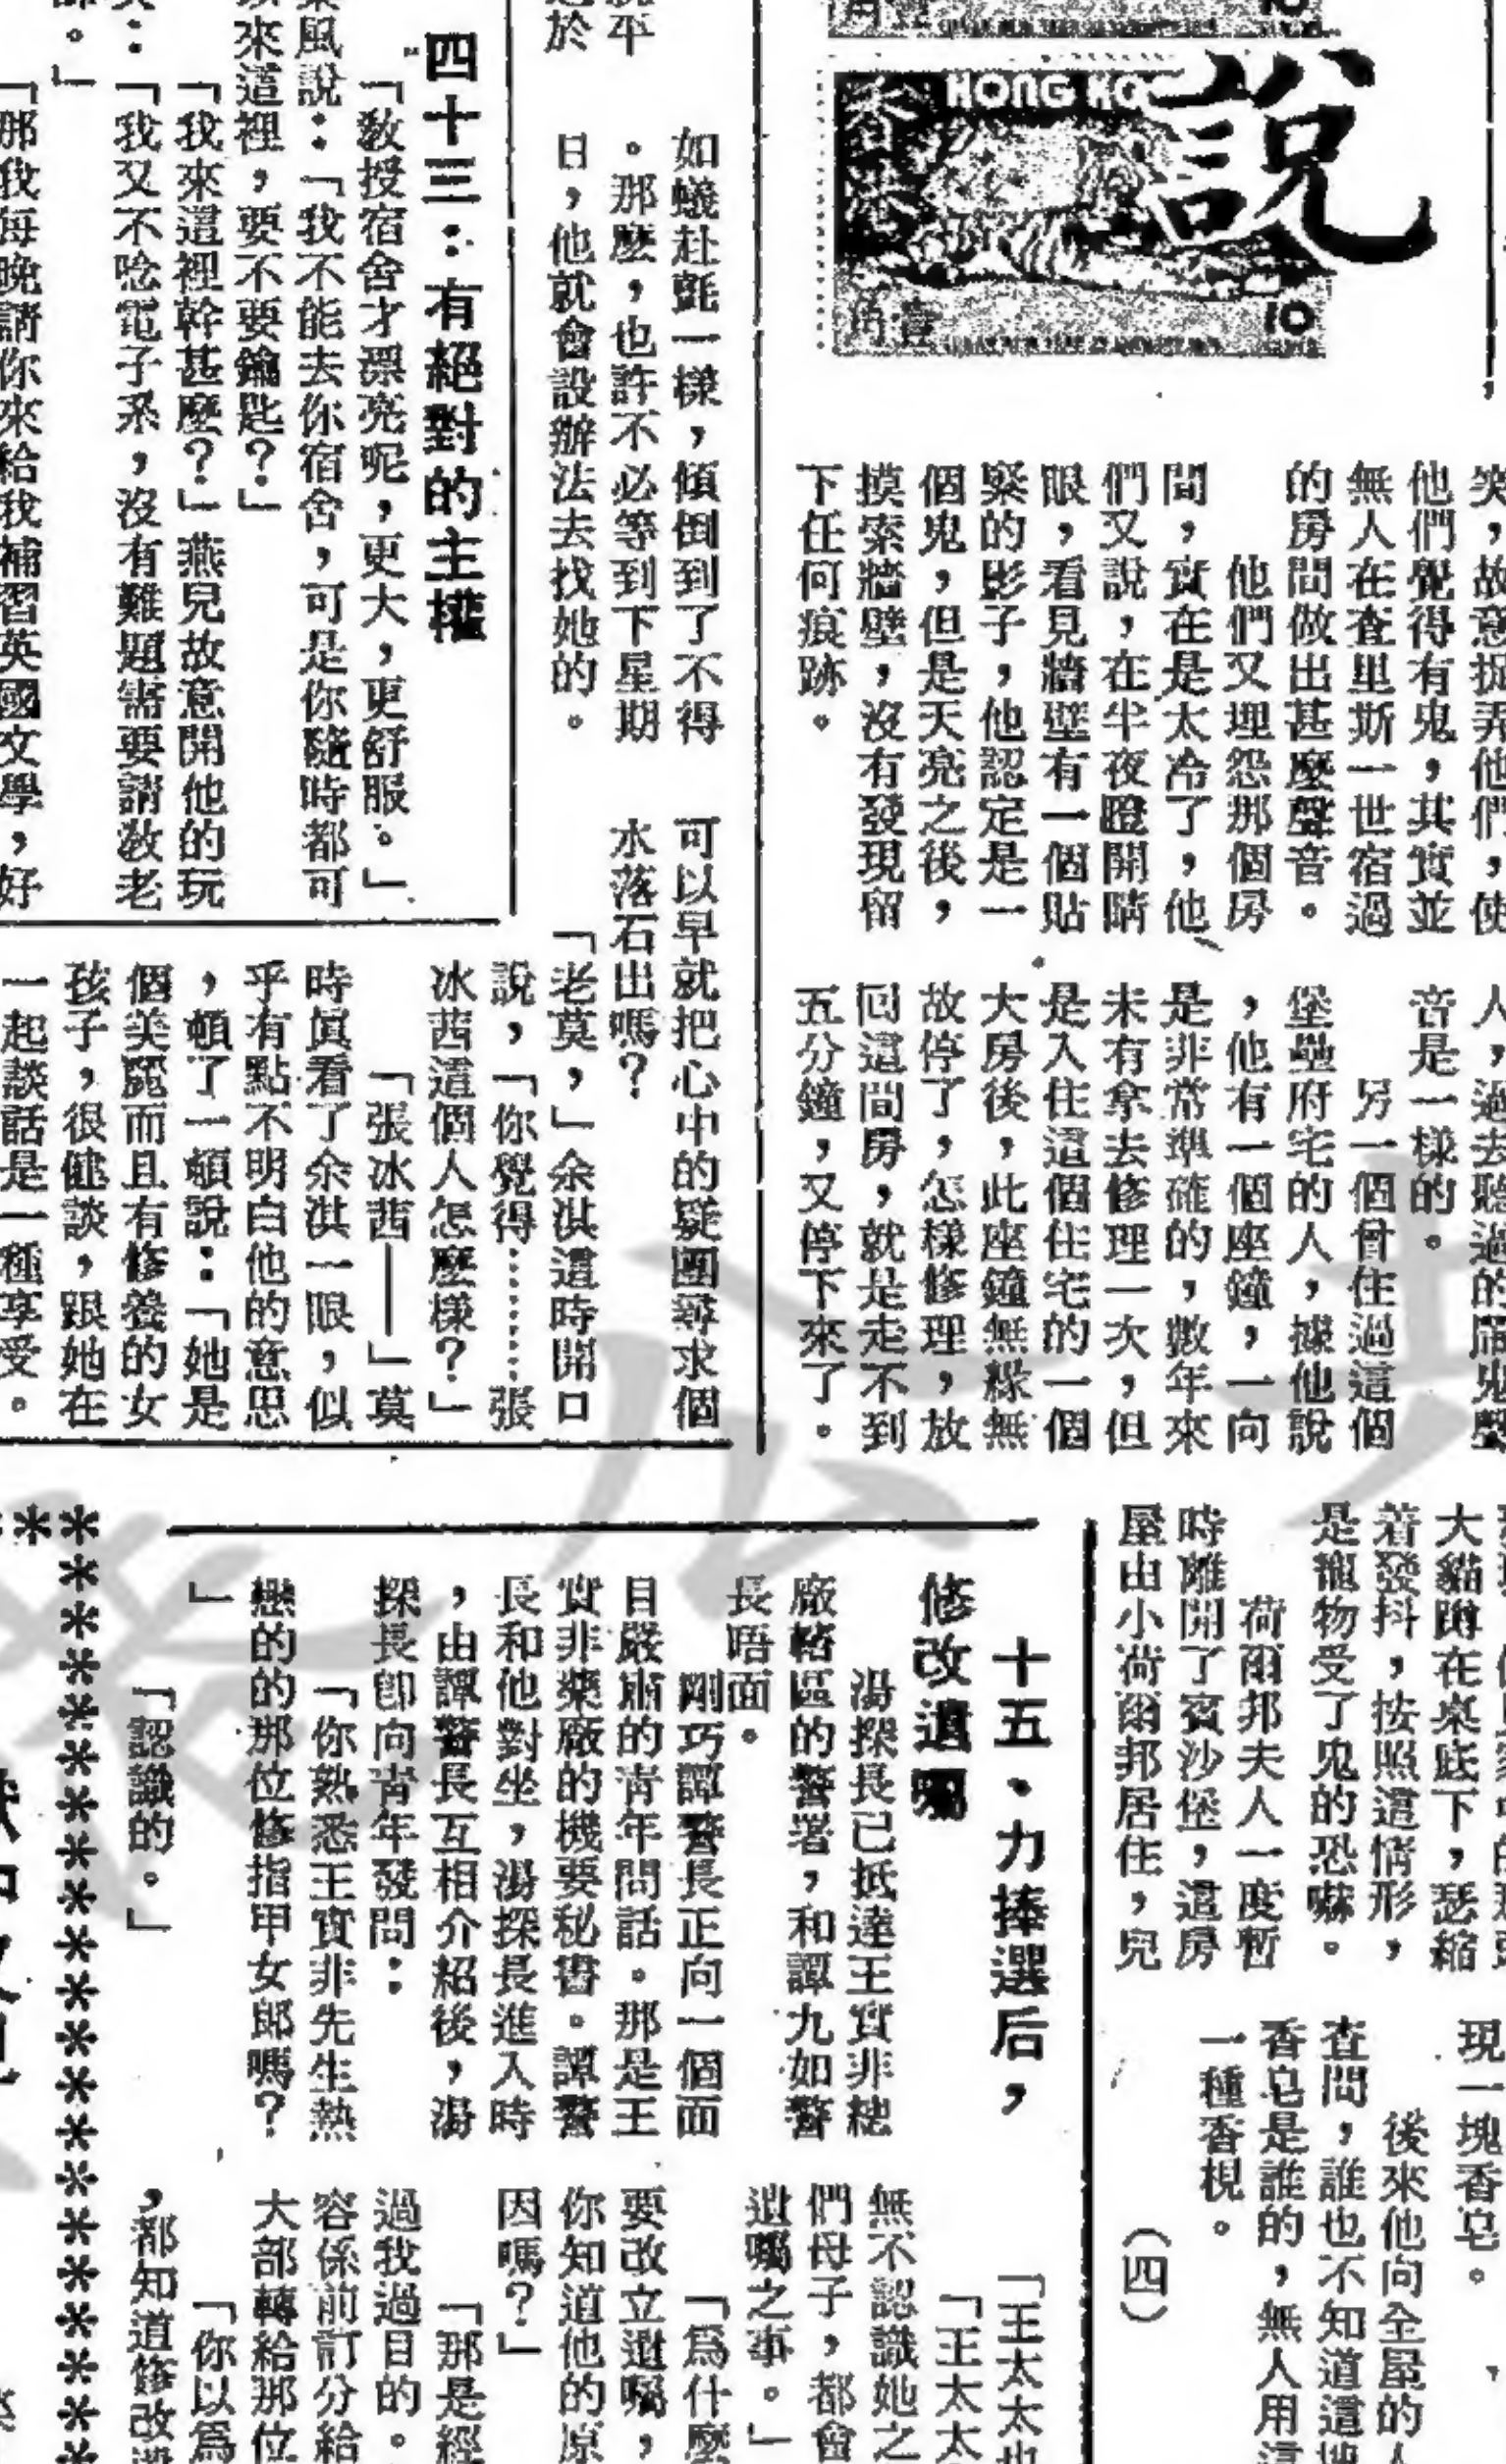 說
HONG KO
10
壹角
笑，故意捉弄他們，使
他們覺得有鬼，其實並
無人在查里斯一世宿過
的房間做出甚麼聲音。
他們又埋怨那個房
間，實在是太冷了，他
們又說，在半夜瞪開睛
眼，看見牆壁有一個貼
緊的影子，他認定是一
個鬼，但是天亮之後，
摸索牆壁，沒有發現留
下任何痕跡。
人，過去聽過的鬧鬼聲
音是一樣的。
另一個曾住過這個
堡壘府宅的人，據他說
，他有一個座鐘，一向
是非常準確的，數年來
未有拿去修理一次，但
是入住這個住宅的一個
大房後，此座鐘無緣無
故停了，怎樣修理，放
回這間房，就是走不到
五分鐘，又停下來了。
大貓蹲在桌底下，瑟縮
着發抖，按照這情形，
是寵物受了鬼的恐嚇。
荷爾邦夫人一度暫
時離開了賓沙堡，這房
屋由小荷爾邦居住，兒
現一塊香皂。
後來他向全屋的人
查問，誰也不知道這塊
香皂是誰的，無人用這
一種香梘。
（四）
如蟻赴氈一樣，傾倒到了不得
。那麼，也許不必等到下星期
日，他就會設辦法去找她的。
可以早就把心中的疑團尋求個
水落石出嗎？
「老莫，」余淇這時開口
說，「你覺得………張
冰茜這個人怎麼樣？」
「張冰茜——」莫
時眞看了余淇一眼，似
乎有點不明白他的意思
，頓了一頓說：「她是
個美麗而且有修養的女
孩子，很健談，跟她在
一起談話是一種享受。
四十三：有絕對的主權
「教授宿舍才漂亮呢，更大，更舒服。」
風說：「我不能去你宿舍，可是你隨時都可
來這裡，要不要鑰匙？」
「我來這裡幹甚麼？」燕兒故意開他的玩
：「我又不唸電子系，沒有難題需要請教老
。」
「那我每晚請你來給我補習英國文學，好
十五・力捧選后，
修改遺囑
湯探長已抵達王實非總
廠轄區的警署，和譚九如警
長唔面。
剛巧譚警長正向一個面
目嚴肅的青年問話。那是王
實非藥廠的機要秘書。譚警
長和他對坐，湯探長進入時
，由譚警長互相介紹後，湯
探長卽向青年發問：
「你熟悉王實非先生熱
戀的那位修指甲女郎嗎？
」
「認識的。」
「王太太也
「王太太
無不認識她之
們母子，都會
遺囑之事。」
「爲什麼
要改立遺囑，
你知道他的原
因嗎？」
「那是經
過我過目的。
容係前訂分給
大部轉給那位
「你以爲
，都知道修改